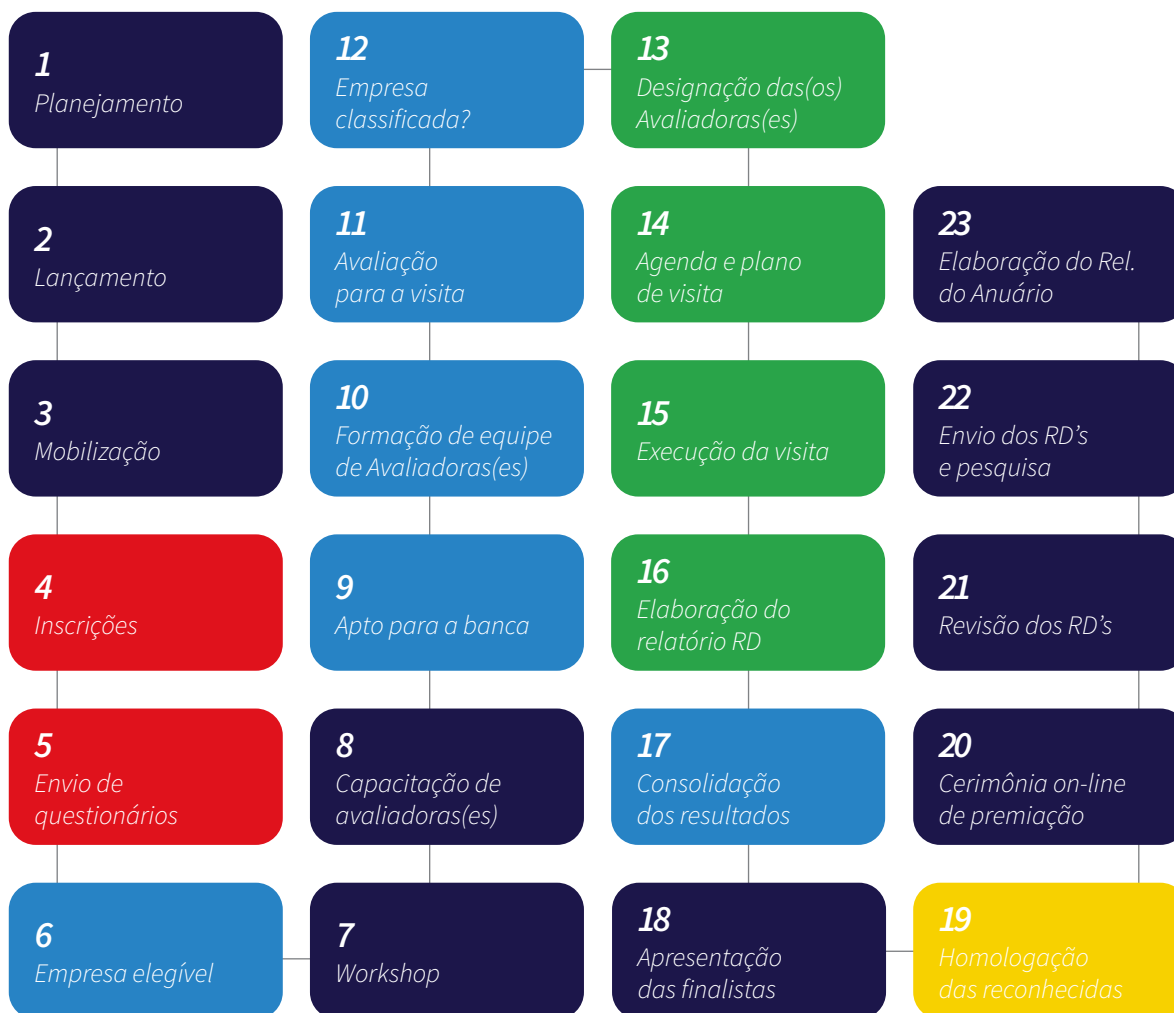 1
Planejamento
2
Lançamento
3
Mobilização
4
Inscrições
5
Envio de
questionários
6
Empresa elegível
7
Workshop
8
Capacitação de
avaliadoras(es)
9
Apto para a banca
10
Formação de equipe
de Avaliadoras(es)
11
Avaliação
para a visita
12
Empresa
classificada?
13
Designação das(os)
Avaliadoras(es)
14
Agenda e plano
de visita
15
Execução da visita
16
Elaboração do
relatório RD
17
Consolidação
dos resultados
18
Apresentação
das finalistas
19
Homologação
das reconhecidas
20
Cerimônia on-line
de premiação
21
Revisão dos RD’s
22
Envio dos RD’s
e pesquisa
23
Elaboração do Rel.
do Anuário